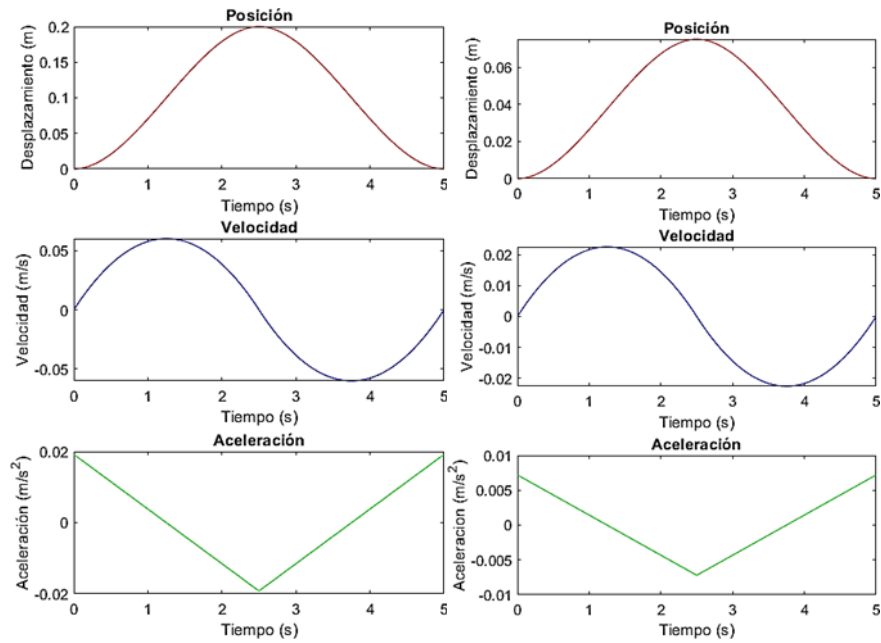 Posición
Desplazamiento (m)
0.2
0.15
0.1
0.05
0
0 1 2 3 4 5
Tiempo (s)
Velocidad
Velocidad (m/s)
0.05
0
-0.05
0 1 2 3 4 5
Tiempo (s)
Aceleración
Aceleración (m/s²)
0.02
0
-0.02
0 1 2 3 4 5
Tiempo (s)
Posición
Desplazamiento (m)
0.06
0.04
0.02
0
0 1 2 3 4 5
Tiempo (s)
Velocidad
Velocidad (m/s)
0.02
0.01
0
-0.01
-0.02
0 1 2 3 4 5
Tiempo (s)
Aceleración
Aceleracion (m/s²)
0.01
0.005
0
-0.005
-0.01
0 1 2 3 4 5
Tiempo (s)